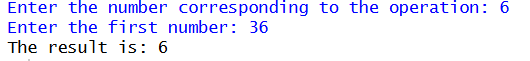 Enter the number corresponding to the operation: 6
Enter the first number: 36
The result is: 6